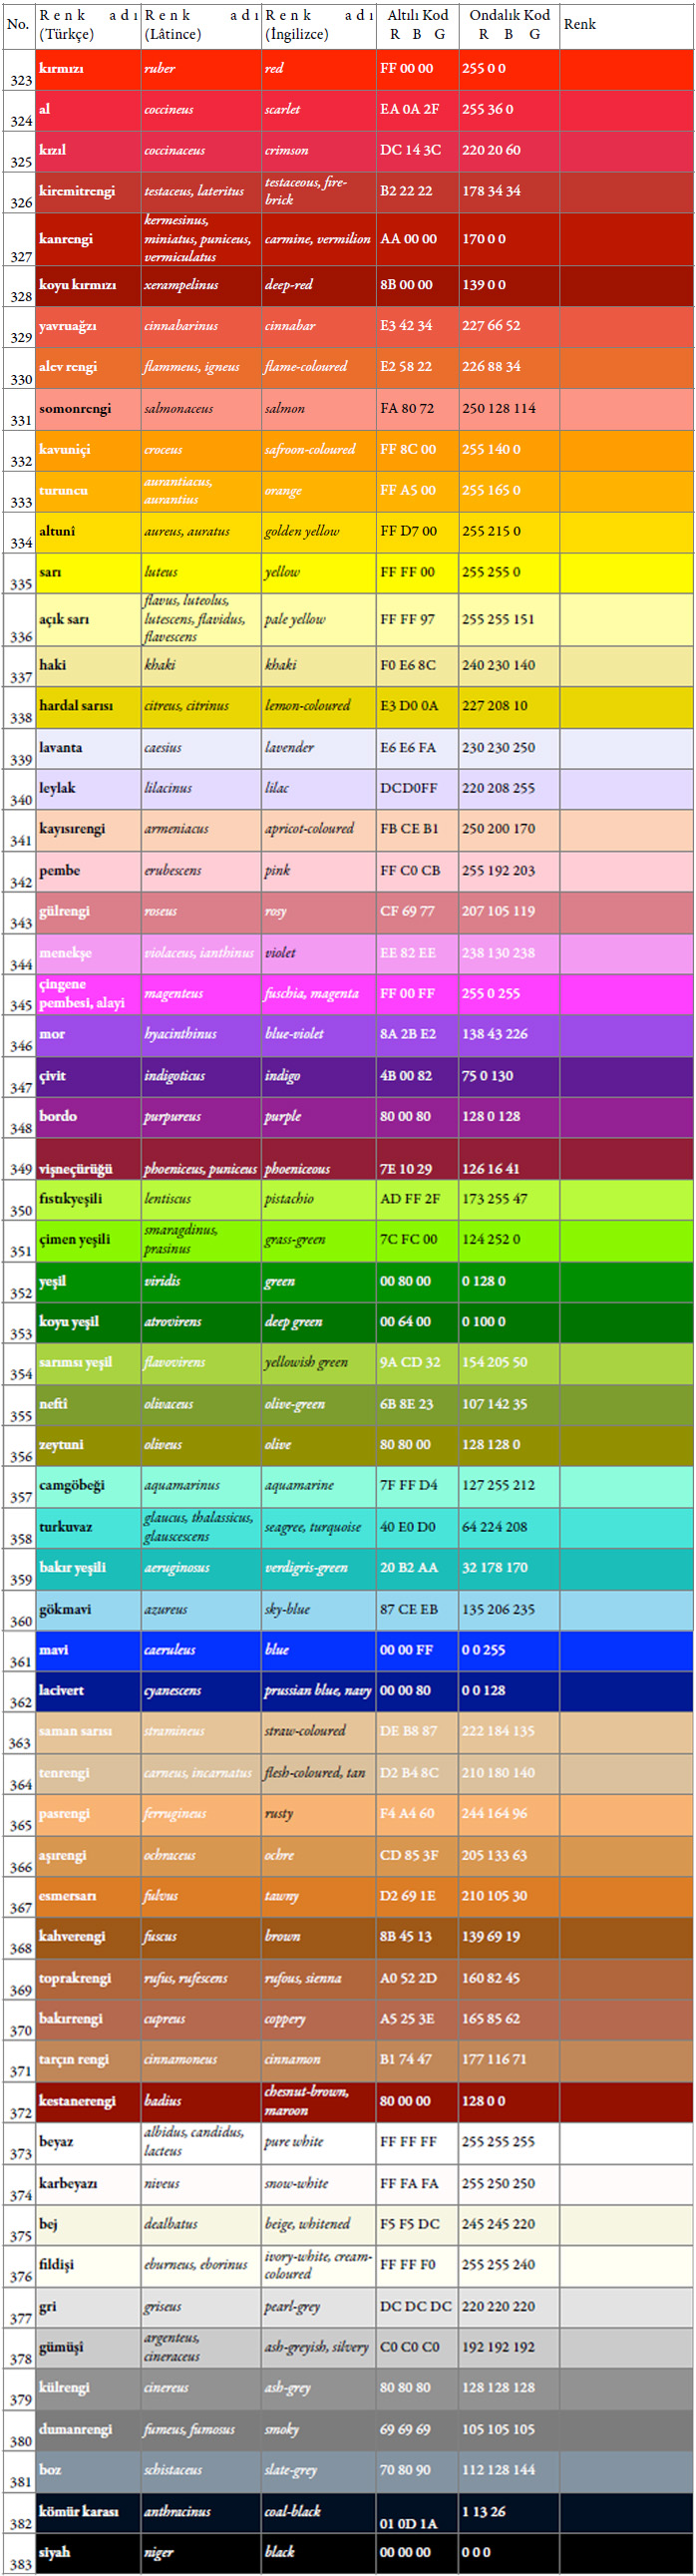 No. Renk adı (Türkçe) Renk adı (Lâtince) Renk adı (İngilizce) Altılı Kod R B G Ondalık Kod R B G Renk
323 kırmızı ruber red FF 00 00 255 0 0
324 al coccineus scarlet EA 0A 2F 255 36 0
325 kızıl coccinaceus crimson DC 14 3C 220 20 60
326 kiremitrengi testaceus, lateritus testaceous, fire-brick B2 22 22 178 34 34
327 kanrengi kermesinus, miniatus, puniceus, vermiculatus carmine, vermilion AA 00 00 170 0 0
328 koyu kırmızı xerampelinus deep-red 8B 00 00 139 0 0
329 yavruağzı cinnabarinus cinnabar E3 42 34 227 66 52
330 alev rengi flammeus, igneus flame-coloured E2 58 22 226 88 34
331 somonrengi salmonaceus salmon FA 80 72 250 128 114
332 kavuniçi croceus safroon-coloured FF 8C 00 255 140 0
333 turuncu aurantiacus, aurantius orange FF A5 00 255 165 0
334 altunî aureus, auratus golden yellow FF D7 00 255 215 0
335 sarı luteus yellow FF FF 00 255 255 0
336 açık sarı flavus, luteolus, lutescens, flavidus, flavescens pale yellow FF FF 97 255 255 151
337 haki khaki khaki F0 E6 8C 240 230 140
338 hardal sarısı citreus, citrinus lemon-coloured E3 D0 0A 227 208 10
339 lavanta caesius lavender E6 E6 FA 230 230 250
340 leylak lilacinus lilac DCD0FF 220 208 255
341 kayısırengi armeniacus apricot-coloured FB CE B1 250 200 170
342 pembe erubescens pink FF C0 CB 255 192 203
343 gülrengi roseus rosy CF 69 77 207 105 119
344 menekşe violaceus, ianthinus violet EE 82 EE 238 130 238
345 çingene pembesi, alayi magenteus fuschia, magenta FF 00 FF 255 0 255
346 mor hyacinthinus blue-violet 8A 2B E2 138 43 226
347 çivit indigoticus indigo 4B 00 82 75 0 130
348 bordo purpureus purple 80 00 80 128 0 128
349 vişneçürüğü phoeniceus, puniceus phoeniceous 7E 10 29 126 16 41
350 fıstıkyeşili lentiscus pistachio AD FF 2F 173 255 47
351 çimen yeşili smaragdinus, prasinus grass-green 7C FC 00 124 252 0
352 yeşil viridis green 00 80 00 0 128 0
353 koyu yeşil atrovirens deep green 00 64 00 0 100 0
354 sarımsı yeşil flavovirens yellowish green 9A CD 32 154 205 50
355 neftî olivaceus olive-green 6B 8E 23 107 142 35
356 zeytuni oliveus olive 80 80 00 128 128 0
357 camgöbeği aquamarinus aquamarine 7F FF D4 127 255 212
358 turkuvaz glaucus, thalassicus, glauscescens seagree, turquoise 40 E0 D0 64 224 208
359 bakır yeşili aeruginosus verdigris-green 20 B2 AA 32 178 170
360 gökmavi azureus sky-blue 87 CE EB 135 206 235
361 mavi caeruleus blue 00 00 FF 0 0 255
362 lacivert cyanescens prussian blue, navy 00 00 80 0 0 128
363 saman sarısı stramineus straw-coloured DE B8 87 222 184 135
364 tenrengi carneus, incarnatus flesh-coloured, tan D2 B4 8C 210 180 140
365 pasrengi ferrugineus rusty F4 A4 60 244 164 96
366 aşırengi ochraceus ochre CD 85 3F 205 133 63
367 esmersarı fulvus tawny D2 69 1E 210 105 30
368 kahverengi fuscus brown 8B 45 13 139 69 19
369 toprakrengi rufus, rufescens rufous, sienna A0 52 2D 160 82 45
370 bakırrengi cupreus coppery A5 25 3E 165 85 62
371 tarçın rengi cinnamoneus cinnamon B1 74 47 177 116 71
372 kestanerengi badius chesnut-brown, maroon 80 00 00 128 0 0
373 beyaz albidus, candidus, lacteus pure white FF FF FF 255 255 255
374 karbeyazı niveus snow-white FF FA FA 255 250 250
375 bej dealbatus beige, whitened F5 F5 DC 245 245 220
376 fildişi eburneus, eborinus ivory-white, cream-coloured FF FF F0 255 255 240
377 gri griseus pearl-grey DC DC DC 220 220 220
378 gümüşî argenteus, cineraceus ash-greyish, silvery C0 C0 C0 192 192 192
379 külrengi cinereus ash-grey 80 80 80 128 128 128
380 dumanrengi fumeus, fumosus smoky 69 69 69 105 105 105
381 boz schistaceus slate-grey 70 80 90 112 128 144
382 kömür karası anthracinus coal-black 01 0D 1A 1 13 26
383 siyah niger black 00 00 00 0 0 0